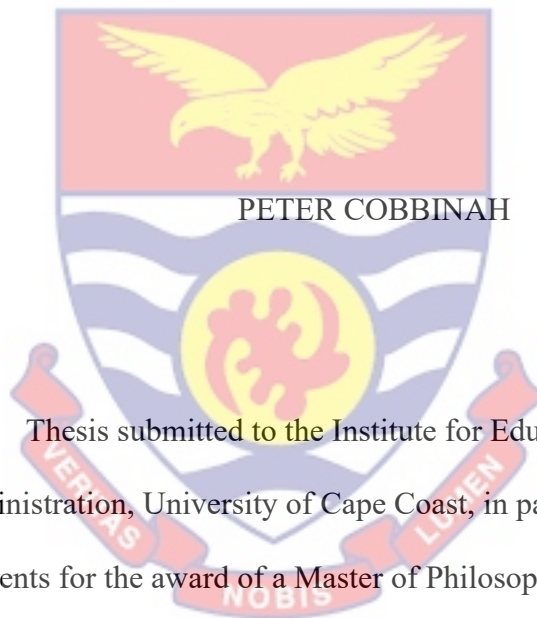 PETER COBBINAH
Thesis submitted to the Institute for Edu
inistration, University of Cape Coast, in pa
ents for the award of a Master of Philosop
VERITAS
NOBIS
LUMEN